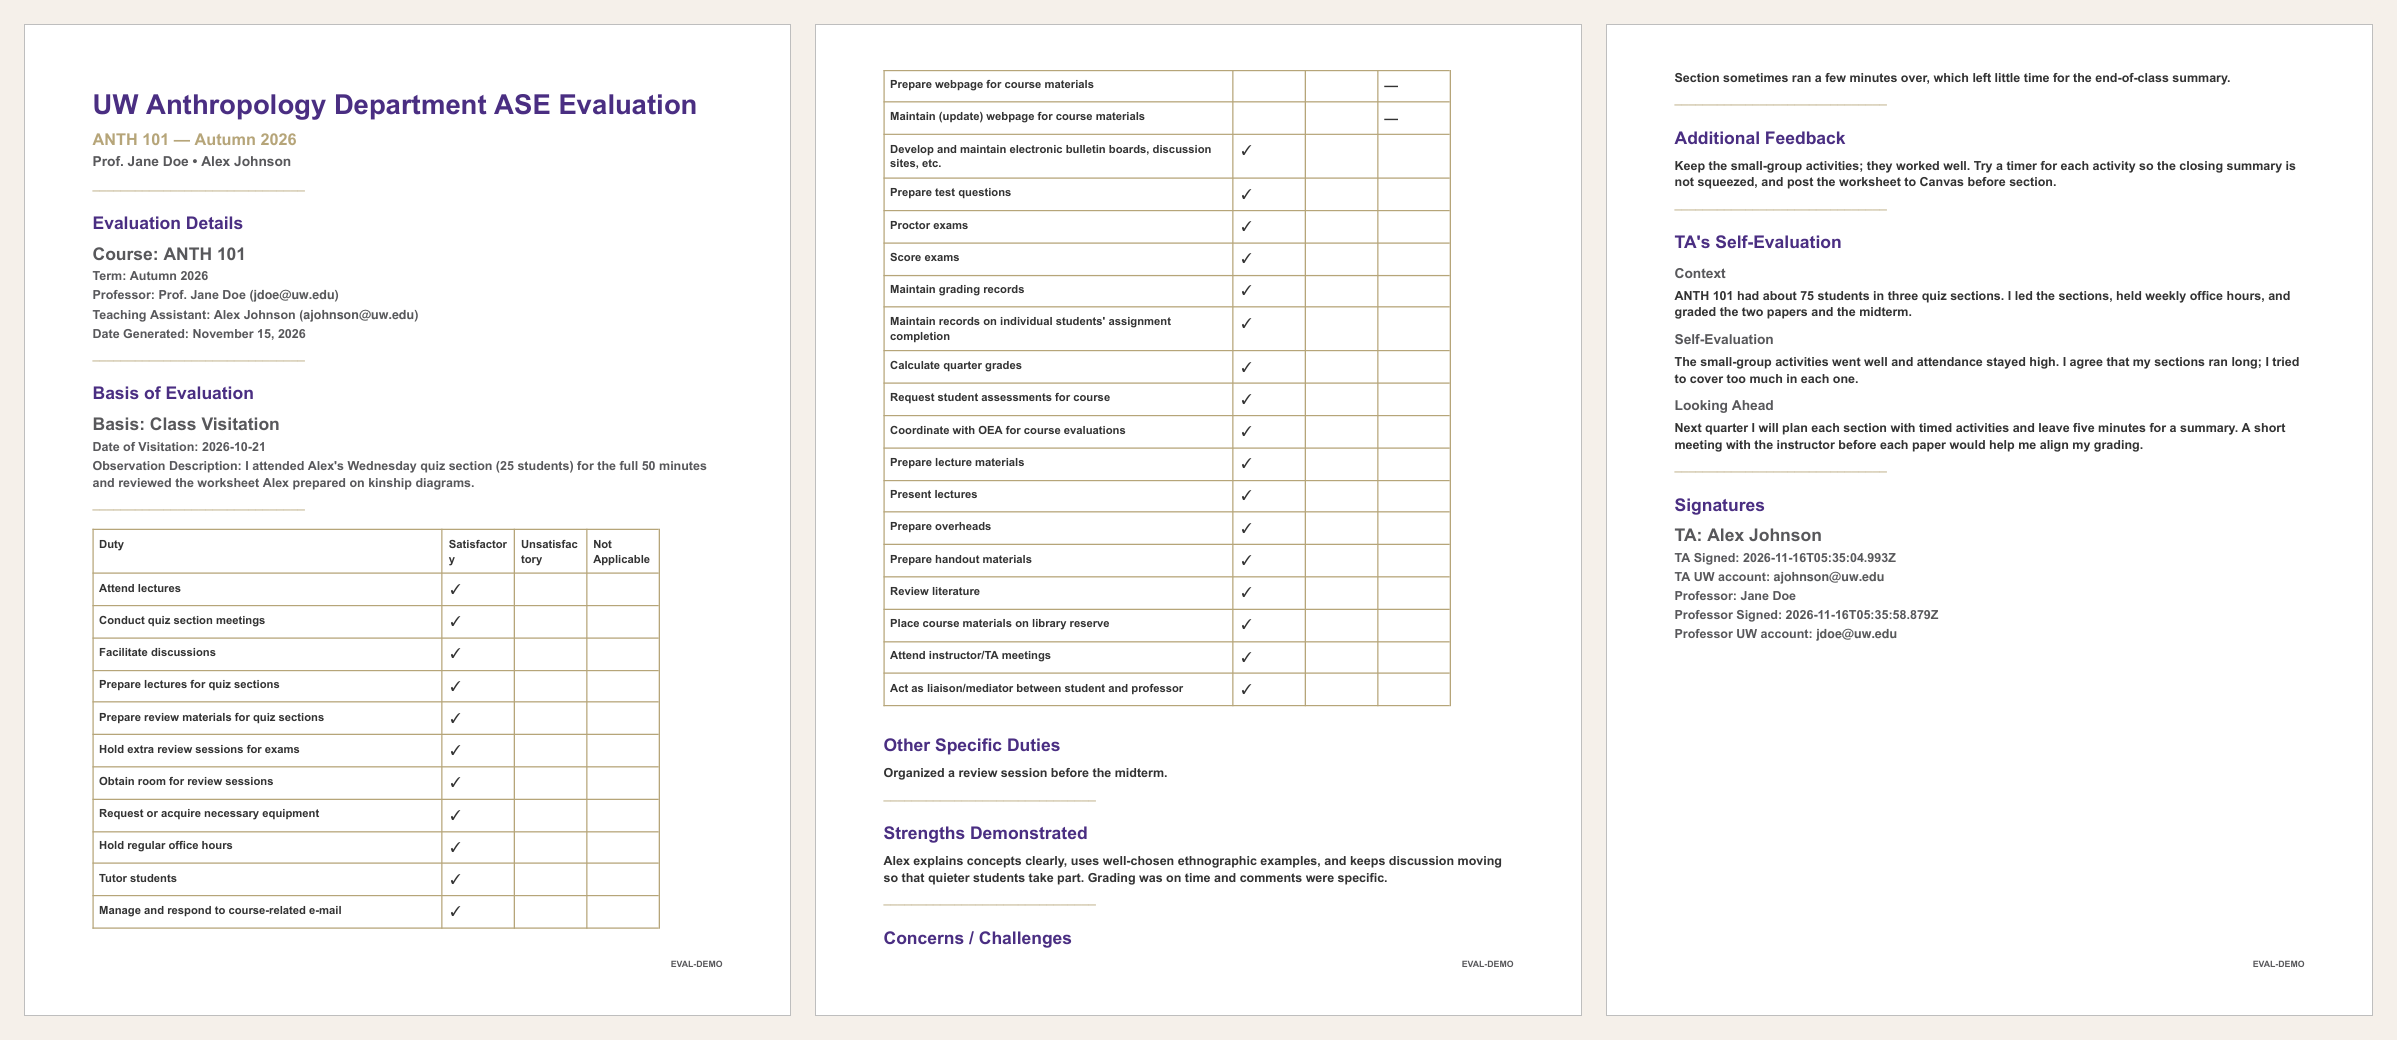 UW Anthropology Department ASE Evaluation
ANTH 101 — Autumn 2026
Prof. Jane Doe • Alex Johnson
Evaluation Details
Course: ANTH 101
Term: Autumn 2026
Professor: Prof. Jane Doe (jdoe@uw.edu)
Teaching Assistant: Alex Johnson (ajohnson@uw.edu)
Date Generated: November 15, 2026
Basis of Evaluation
Basis: Class Visitation
Date of Visitation: 2026-10-21
Observation Description: I attended Alex's Wednesday quiz section (25 students) for the full 50 minutes
and reviewed the worksheet Alex prepared on kinship diagrams.
Duty Satisfactor Unsatisfac Not
y tory Applicable
Attend lectures ✓
Conduct quiz section meetings ✓
Facilitate discussions ✓
Prepare lectures for quiz sections ✓
Prepare review materials for quiz sections ✓
Hold extra review sessions for exams ✓
Obtain room for review sessions ✓
Request or acquire necessary equipment ✓
Hold regular office hours ✓
Tutor students ✓
Manage and respond to course-related e-mail ✓
EVAL-DEMO
Prepare webpage for course materials —
Maintain (update) webpage for course materials —
Develop and maintain electronic bulletin boards, discussion ✓
sites, etc.
Prepare test questions ✓
Proctor exams ✓
Score exams ✓
Maintain grading records ✓
Maintain records on individual students' assignment ✓
completion
Calculate quarter grades ✓
Request student assessments for course ✓
Coordinate with OEA for course evaluations ✓
Prepare lecture materials ✓
Present lectures ✓
Prepare overheads ✓
Prepare handout materials ✓
Review literature ✓
Place course materials on library reserve ✓
Attend instructor/TA meetings ✓
Act as liaison/mediator between student and professor ✓
Other Specific Duties
Organized a review session before the midterm.
Strengths Demonstrated
Alex explains concepts clearly, uses well-chosen ethnographic examples, and keeps discussion moving
so that quieter students take part. Grading was on time and comments were specific.
Concerns / Challenges
EVAL-DEMO
Section sometimes ran a few minutes over, which left little time for the end-of-class summary.
Additional Feedback
Keep the small-group activities; they worked well. Try a timer for each activity so the closing summary is
not squeezed, and post the worksheet to Canvas before section.
TA's Self-Evaluation
Context
ANTH 101 had about 75 students in three quiz sections. I led the sections, held weekly office hours, and
graded the two papers and the midterm.
Self-Evaluation
The small-group activities went well and attendance stayed high. I agree that my sections ran long; I tried
to cover too much in each one.
Looking Ahead
Next quarter I will plan each section with timed activities and leave five minutes for a summary. A short
meeting with the instructor before each paper would help me align my grading.
Signatures
TA: Alex Johnson
TA Signed: 2026-11-16T05:35:04.993Z
TA UW account: ajohnson@uw.edu
Professor: Jane Doe
Professor Signed: 2026-11-16T05:35:58.879Z
Professor UW account: jdoe@uw.edu
EVAL-DEMO